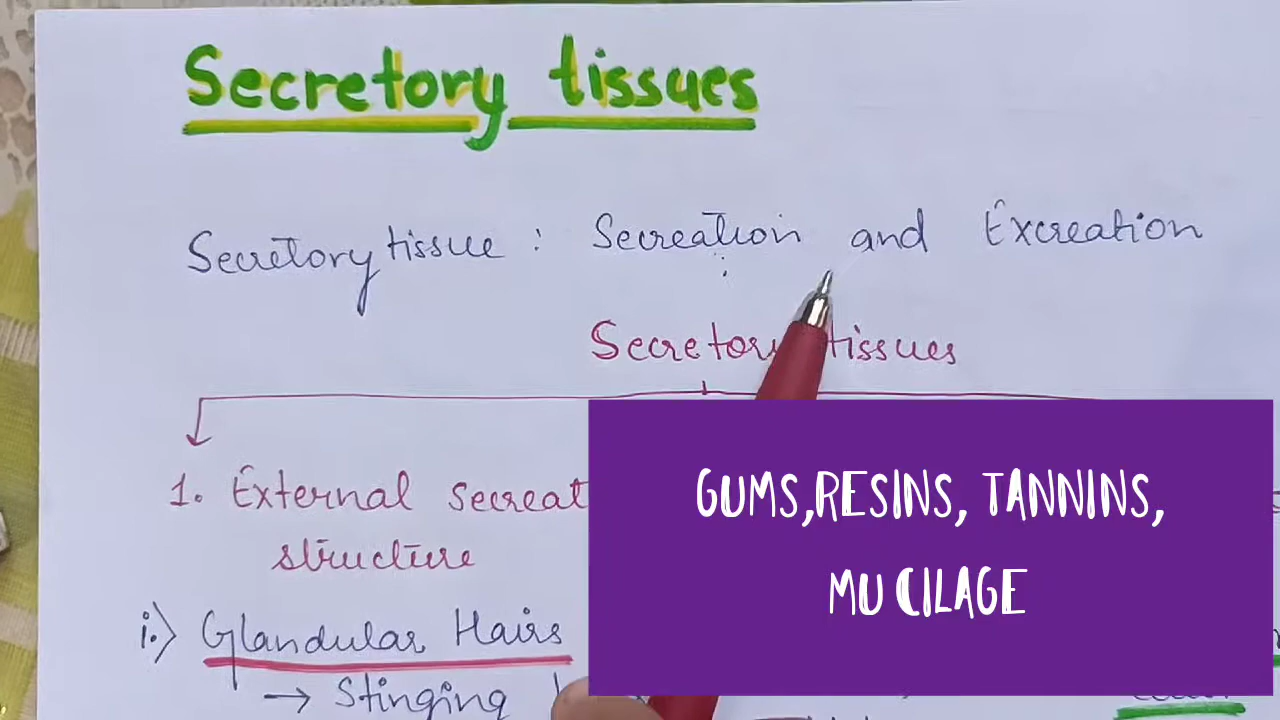 Secretory tissues
Secretory tissue : Secreation and Excreation
Secretory tissues
1. External secreat
structure
i.) Glandular Hairs
→ Stinging
GUMS,RESINS, TANNINS,
MU CILAGE